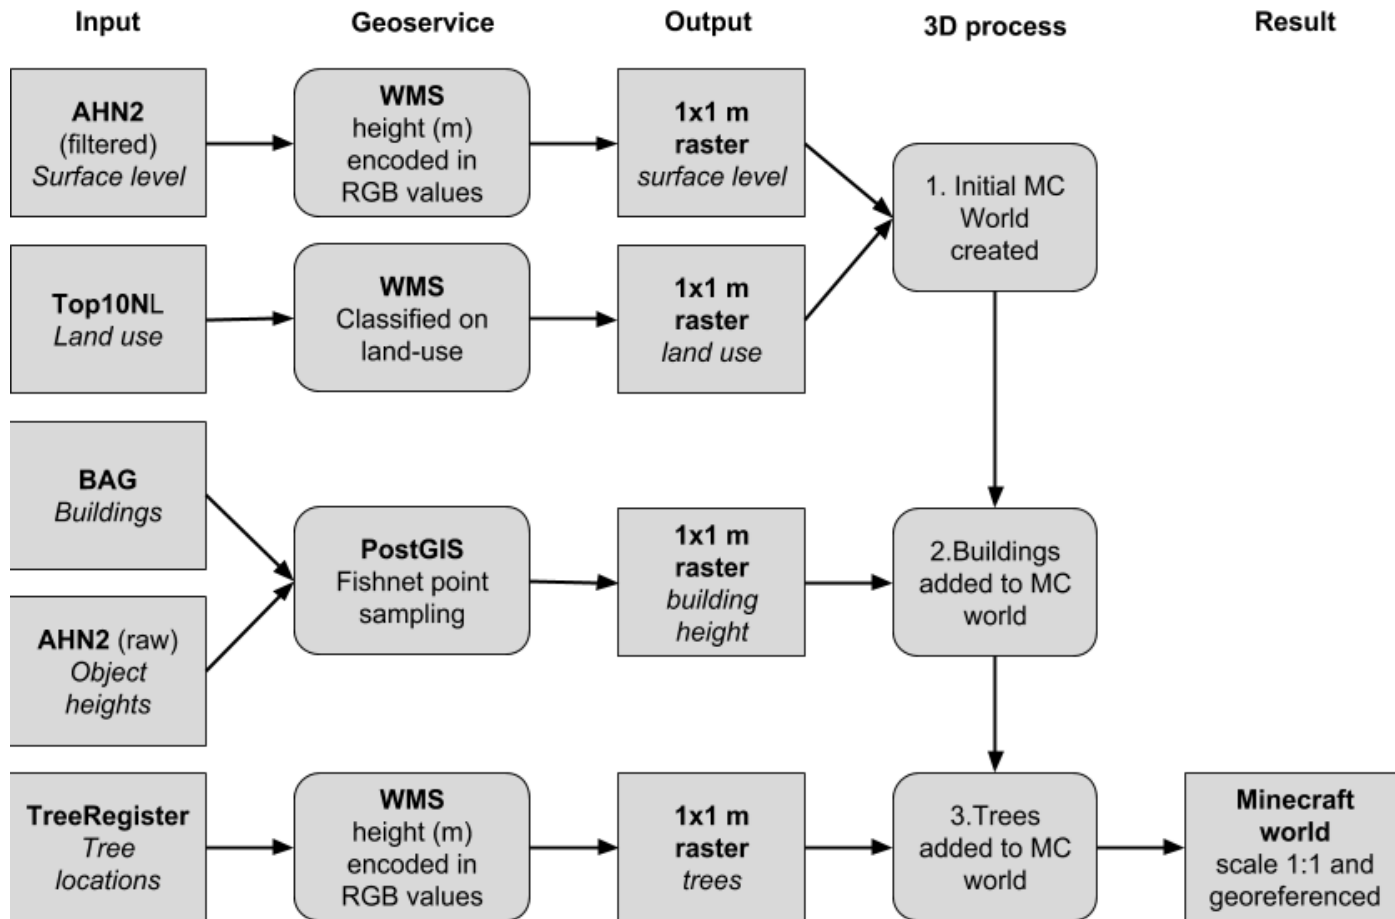 Input
Geoservice
Output
3D process
Result
AHN2
(filtered)
Surface level
WMS
height (m)
encoded in
RGB values
1x1 m
raster
surface level
1. Initial MC
World
created
Top10NL
Land use
WMS
Classified on
land-use
1x1 m
raster
land use
BAG
Buildings
AHN2 (raw)
Object
heights
PostGIS
Fishnet point
sampling
1x1 m
raster
building
height
2.Buildings
added to MC
world
TreeRegister
Tree
locations
WMS
height (m)
encoded in
RGB values
1x1 m
raster
trees
3.Trees
added to MC
world
Minecraft
world
scale 1:1 and
georeferenced